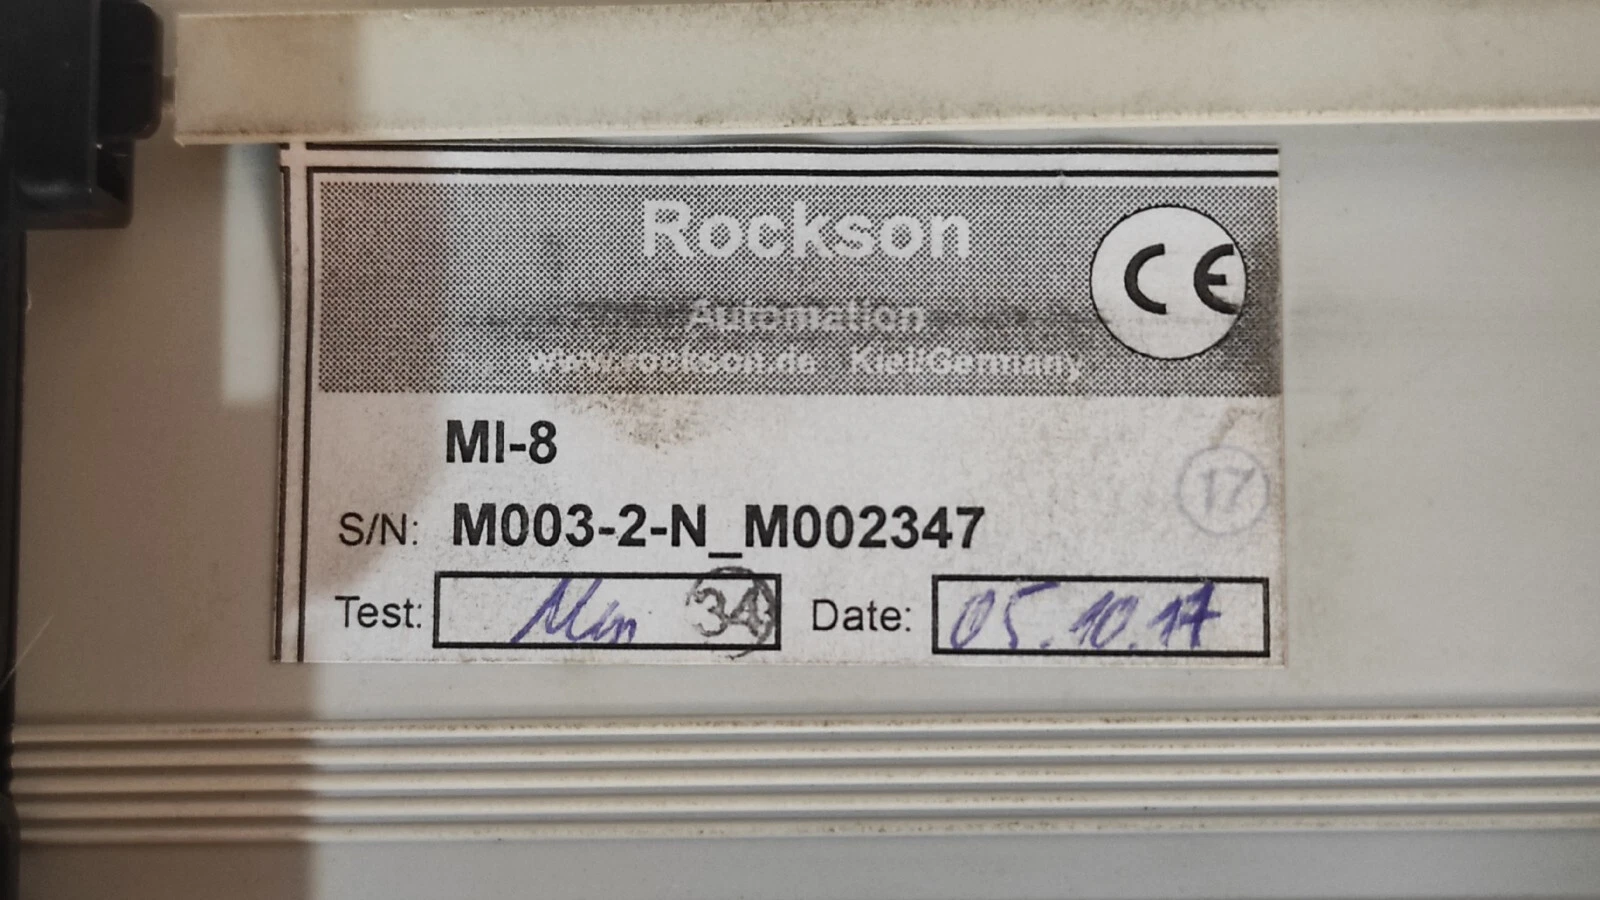 Rockson
CE
Automation
www.rockson.de Kiel/Germany
MI-8
17
S/N: M003-2-N_M002347
Test: 34 Date: 05.10.17